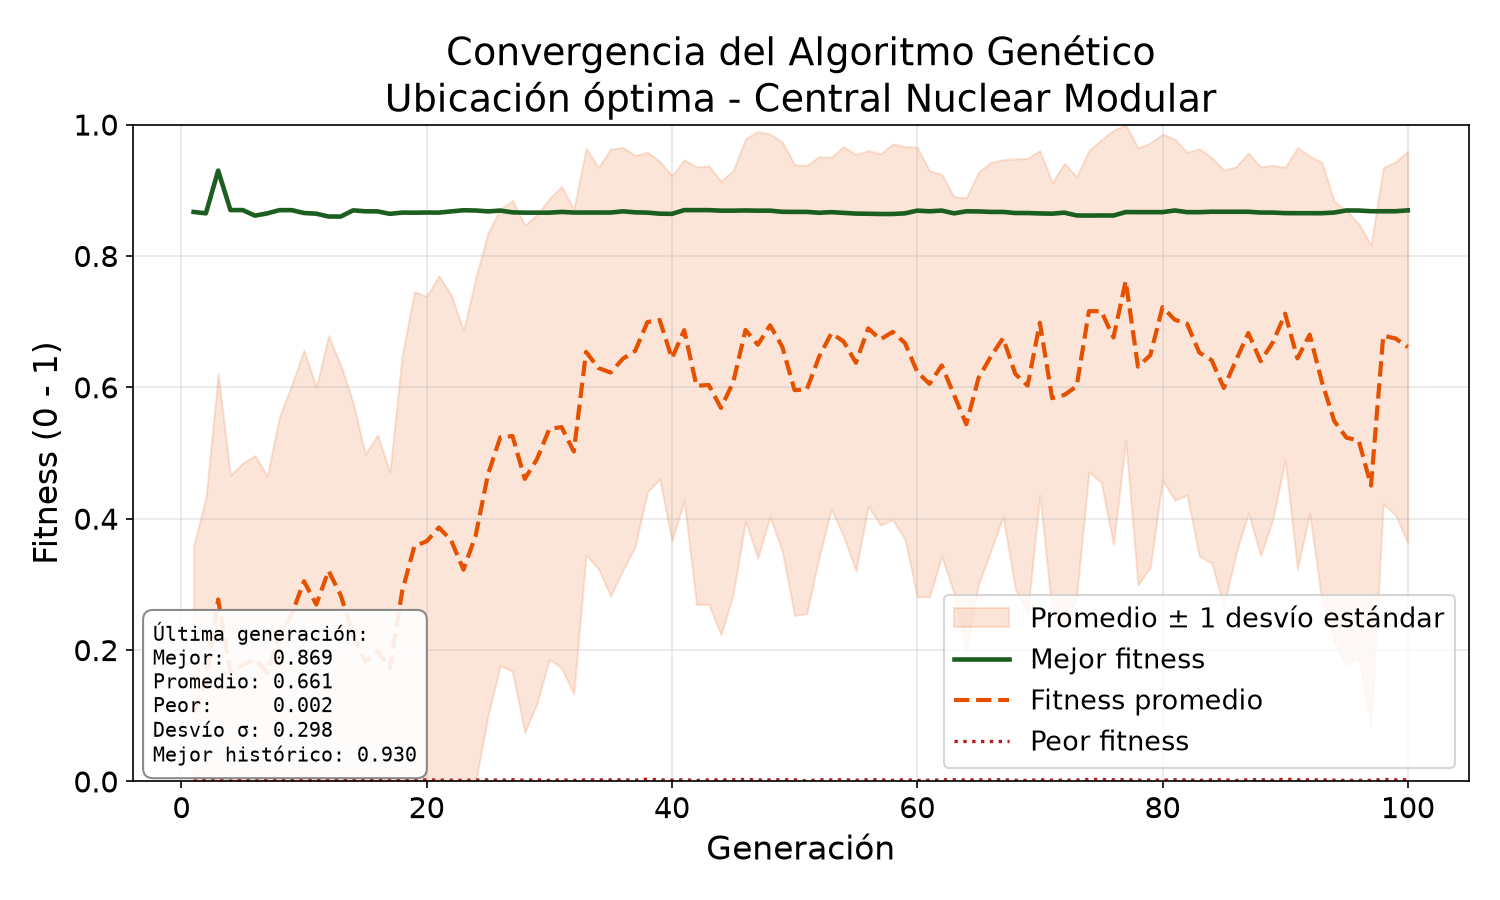 Convergencia del Algoritmo Genético
Ubicación óptima - Central Nuclear Modular
1.0
0.8
0.6
0.4
0.2
0.0
Fitness (0 - 1)
Última generación:
Mejor: 0.869
Promedio: 0.661
Peor: 0.002
Desvío σ: 0.298
Mejor histórico: 0.930
Promedio ± 1 desvío estándar
Mejor fitness
Fitness promedio
Peor fitness
0 20 40 60 80 100
Generación